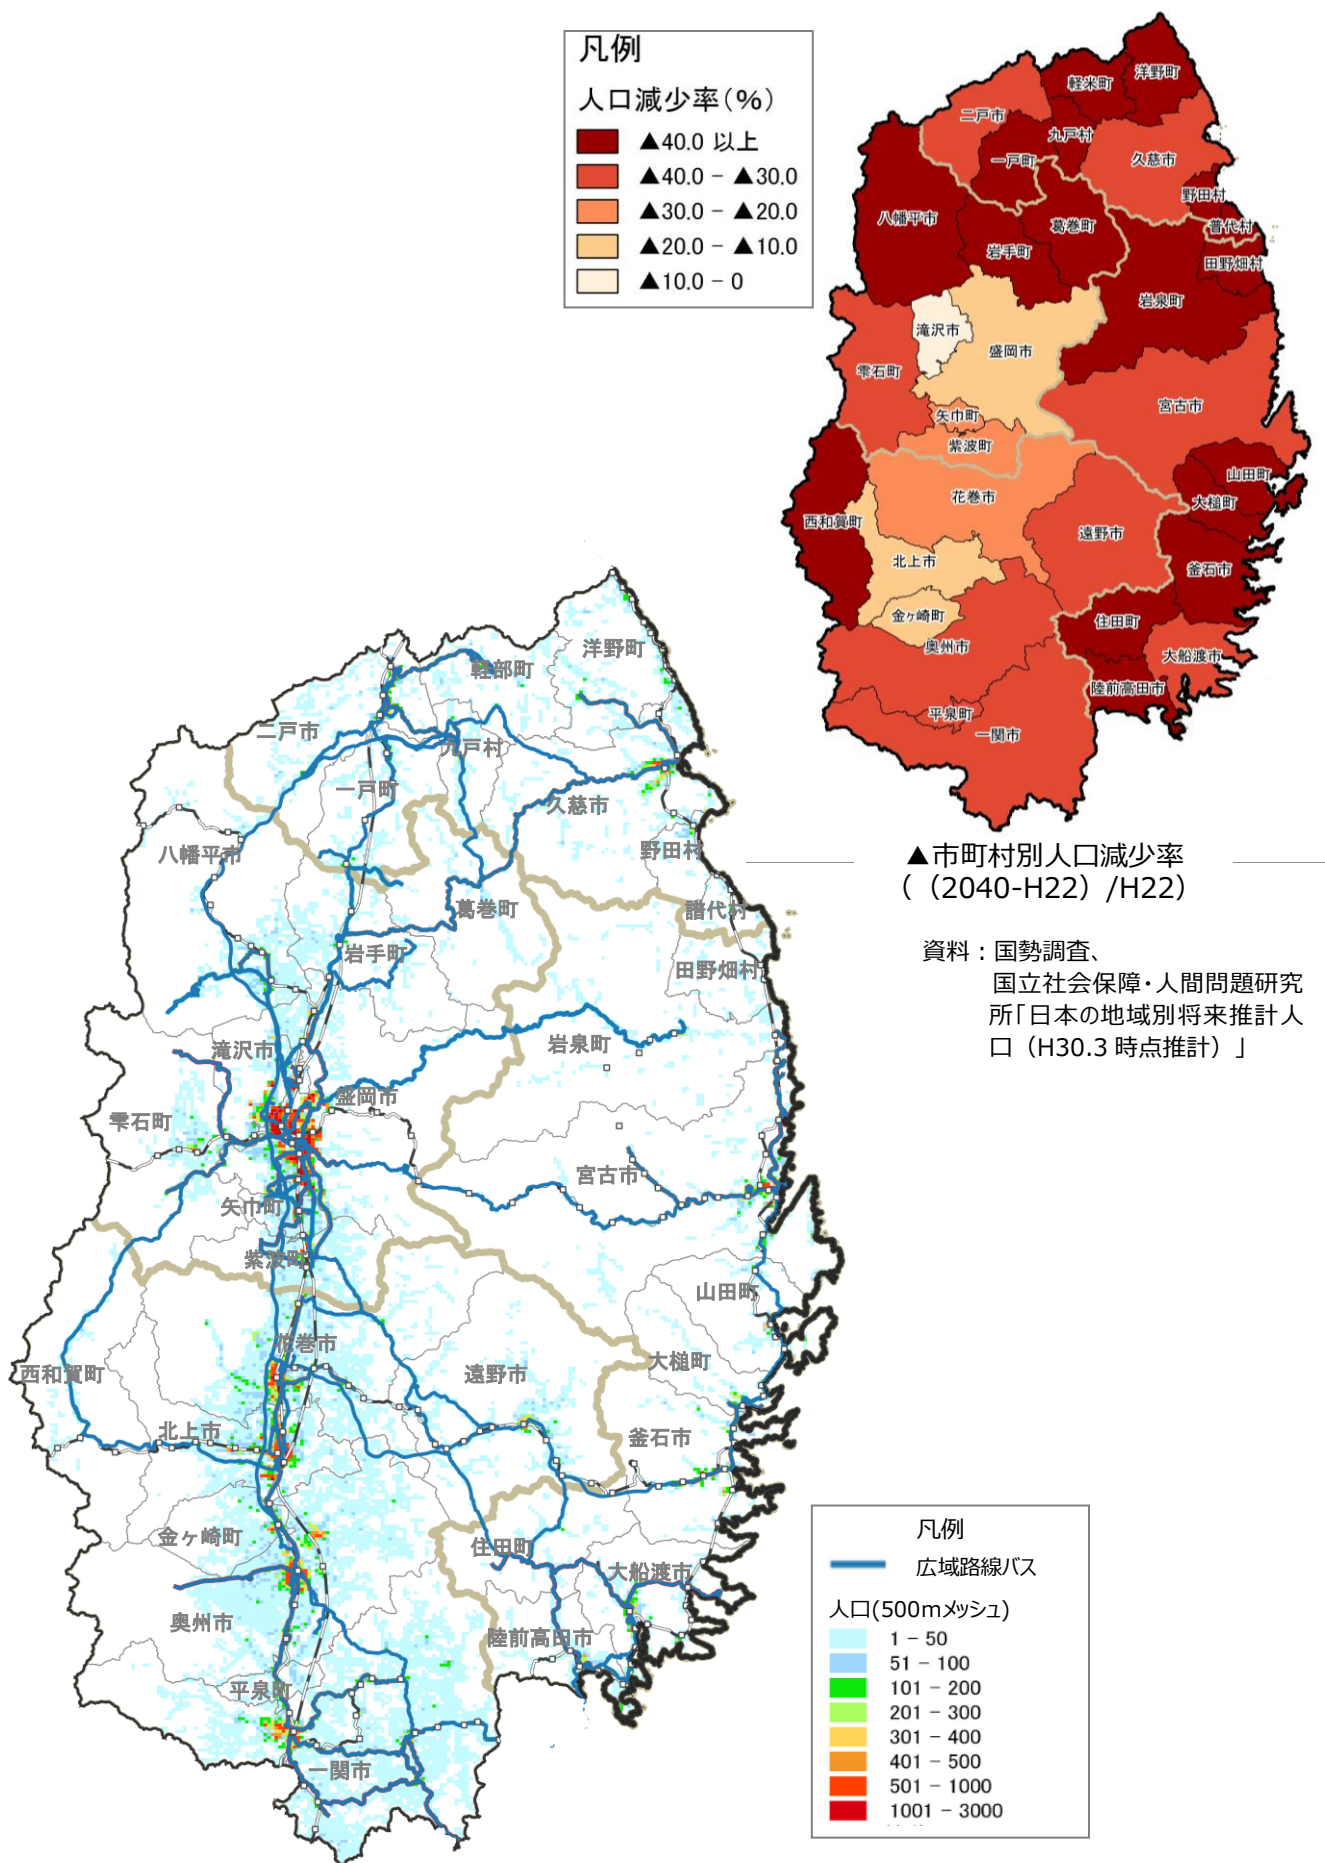 凡例
人口減少率(%)
▲40.0 以上
▲40.0 - ▲30.0
▲30.0 - ▲20.0
▲20.0 - ▲10.0
▲10.0 - 0
洋野町
軽米町
二戸市
九戸村
一戸町
久慈市
野田村
八幡平市
葛巻町
普代村
岩手町
田野畑村
岩泉町
滝沢市
盛岡市
雫石町
宮古市
矢巾町
紫波町
山田町
花巻市
大槌町
西和賀町
遠野市
北上市
釜石市
金ヶ崎町
住田町
奥州市
大船渡市
陸前高田市
平泉町
一関市
▲市町村別人口減少率
(（2040-H22）/H22）
資料：国勢調査、
国立社会保障・人間問題研究
所「日本の地域別将来推計人
口（H30.3 時点推計）」
洋野町
軽部町
二戸市
九戸村
一戸町
久慈市
八幡平市
野田村
葛巻町
譜代村
岩手町
田野畑村
岩泉町
滝沢市
盛岡市
雫石町
宮古市
矢巾町
紫波町
山田町
花巻市
大槌町
西和賀町
遠野市
北上市
釜石市
金ヶ崎町
住田町
大船渡市
奥州市
陸前高田市
平泉町
一関市
凡例
広域路線バス
人口(500mメッシュ)
1 - 50
51 - 100
101 - 200
201 - 300
301 - 400
401 - 500
501 - 1000
1001 - 3000